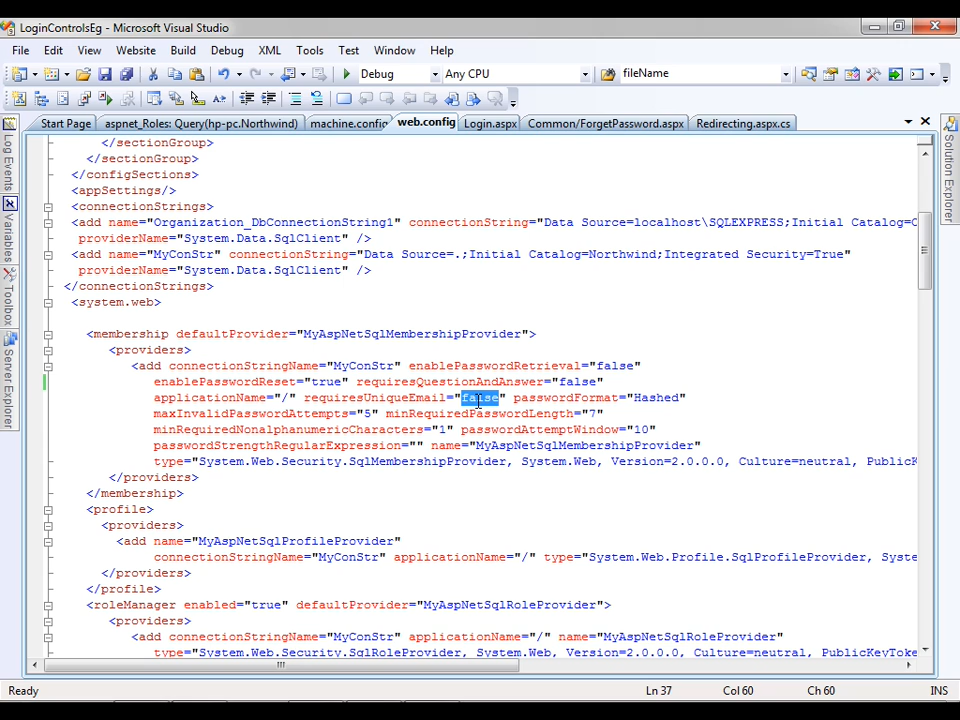 LoginControlsEg - Microsoft Visual Studio
File Edit View Website Build Debug XML Tools Test Window Help
Debug Any CPU fileName
Start Page aspnet_Roles: Query(hp-pc.Northwind) machine.config web.config Login.aspx Common/ForgetPassword.aspx Redirecting.aspx.cs
Log Events
Variables
Toolbox
Server Explorer
Solution Explorer
</sectionGroup>
</sectionGroup>
</configSections>
<appSettings/>
<connectionStrings>
<add name="Organization_DbConnectionString1" connectionString="Data Source=localhost\SQLEXPRESS;Initial Catalog=
providerName="System.Data.SqlClient" />
<add name="MyConStr" connectionString="Data Source=.;Initial Catalog=Northwind;Integrated Security=True"
providerName="System.Data.SqlClient" />
</connectionStrings>
<system.web>
<membership defaultProvider="MyAspNetSqlMembershipProvider">
<providers>
<add connectionStringName="MyConStr" enablePasswordRetrieval="false"
enablePasswordReset="true" requiresQuestionAndAnswer="false"
applicationName="/" requiresUniqueEmail="false" passwordFormat="Hashed"
maxInvalidPasswordAttempts="5" minRequiredPasswordLength="7"
minRequiredNonalphanumericCharacters="1" passwordAttemptWindow="10"
passwordStrengthRegularExpression="" name="MyAspNetSqlMembershipProvider"
type="System.Web.Security.SqlMembershipProvider, System.Web, Version=2.0.0.0, Culture=neutral, PublicK
</providers>
</membership>
<profile>
<providers>
<add name="MyAspNetSqlProfileProvider"
connectionStringName="MyConStr" applicationName="/" type="System.Web.Profile.SqlProfileProvider, Syste
</providers>
</profile>
<roleManager enabled="true" defaultProvider="MyAspNetSqlRoleProvider">
<providers>
<add connectionStringName="MyConStr" applicationName="/" name="MyAspNetSqlRoleProvider"
type="System.Web.Security.SqlRoleProvider, System.Web, Version=2.0.0.0, Culture=neutral, PublicKeyToke
Ready Ln 37 Col 60 Ch 60 INS